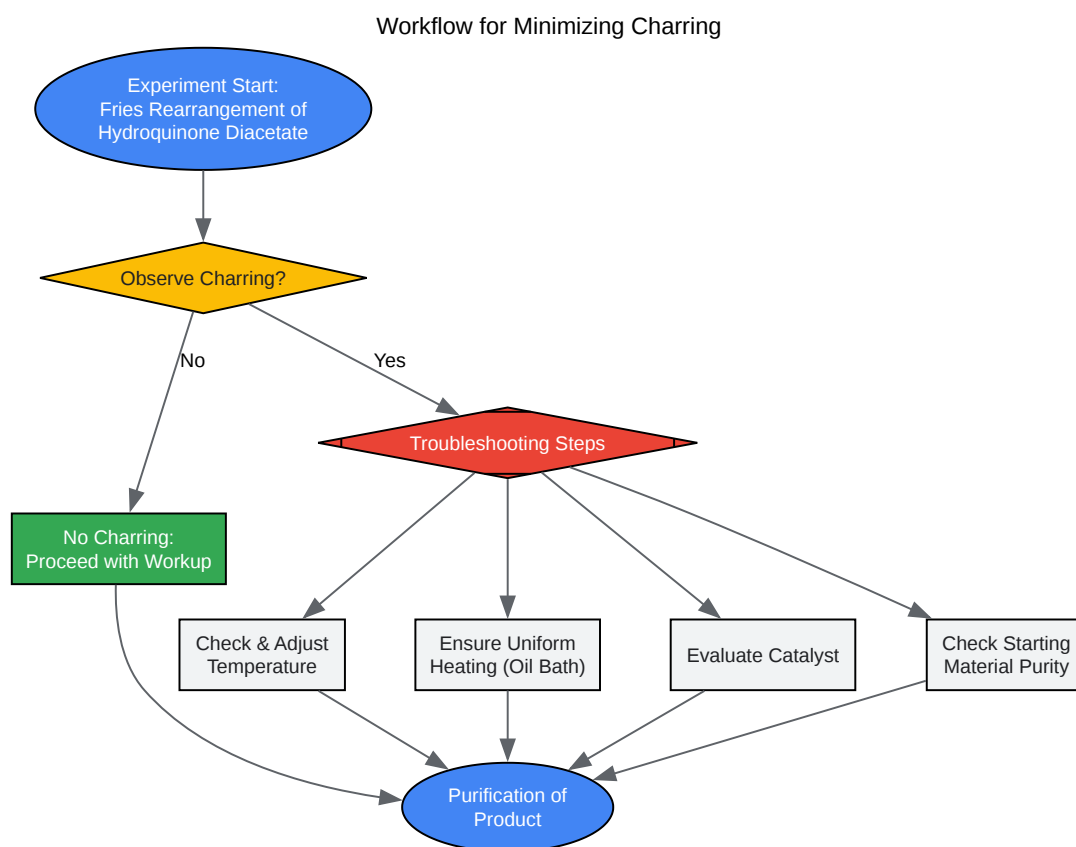 Workflow for Minimizing Charring
Experiment Start:
Fries Rearrangement of
Hydroquinone Diacetate
Observe Charring?
No
Yes
Troubleshooting Steps
No Charring:
Proceed with Workup
Check & Adjust
Temperature
Ensure Uniform
Heating (Oil Bath)
Evaluate Catalyst
Check Starting
Material Purity
Purification of
Product